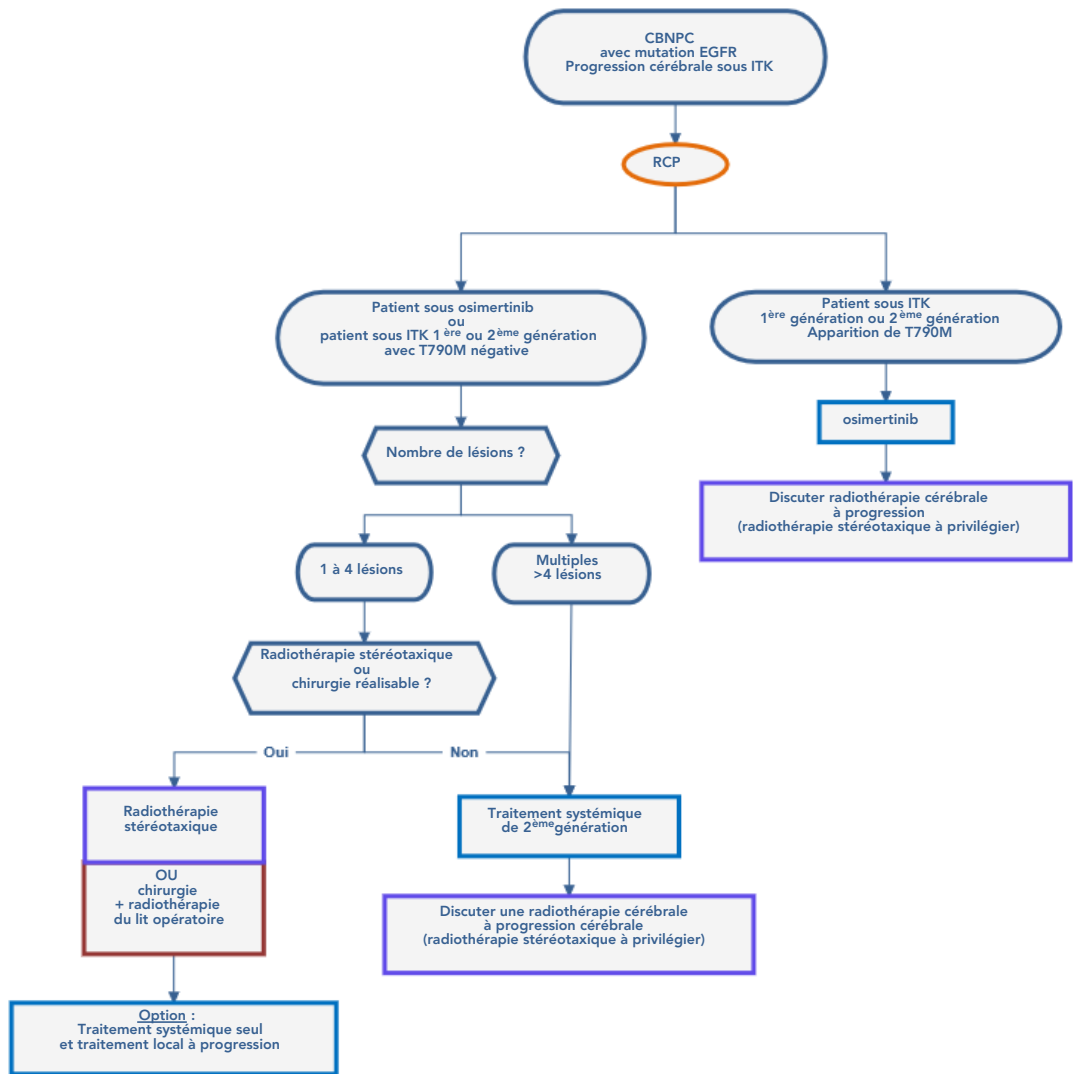 CBNPC
avec mutation EGFR
Progression cérébrale sous ITK
RCP
Patient sous osimertinib
ou
patient sous ITK 1 ère ou 2ème génération
avec T790M négative
Patient sous ITK
1ère génération ou 2ème génération
Apparition de T790M
osimertinib
Discuter radiothérapie cérébrale
à progression
(radiothérapie stéréotaxique à privilégier)
Nombre de lésions ?
1 à 4 lésions
Multiples
>4 lésions
Radiothérapie stéréotaxique
ou
chirurgie réalisable ?
Oui
Non
Radiothérapie
stéréotaxique
OU
chirurgie
+ radiothérapie
du lit opératoire
Traitement systémique
de 2èmegénération
Discuter une radiothérapie cérébrale
à progression cérébrale
(radiothérapie stéréotaxique à privilégier)
Option :
Traitement systémique seul
et traitement local à progression